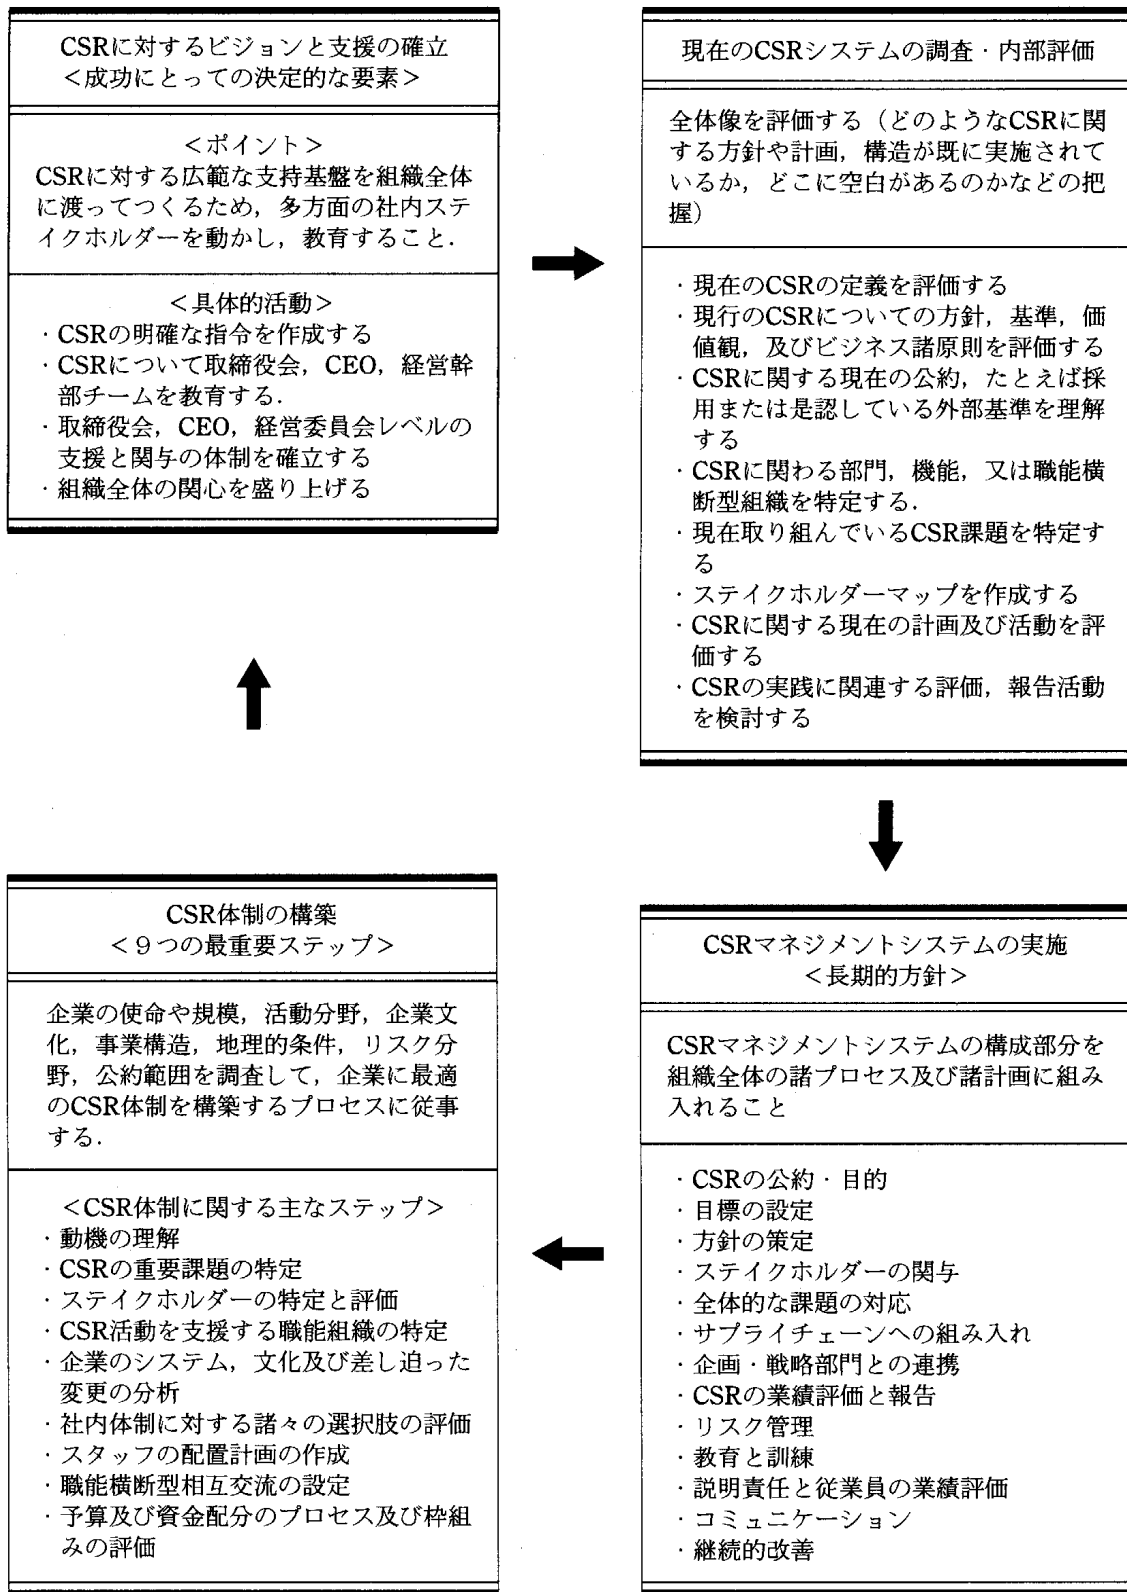 CSRに対するビジョンと支援の確立
＜成功にとっての決定的な要素＞
＜ポイント＞
CSRに対する広範な支持基盤を組織全体
に渡ってつくるため，多方面の社内ステ
イクホルダーを動かし，教育すること．
＜具体的活動＞
・CSRの明確な指令を作成する
・CSRについて取締役会，CEO，経営幹
部チームを教育する．
・取締役会，CEO，経営委員会レベルの
支援と関与の体制を確立する
・組織全体の関心を盛り上げる
現在のCSRシステムの調査・内部評価
全体像を評価する（どのようなCSRに関
する方針や計画，構造が既に実施されて
いるか，どこに空白があるのかなどの把
握）
・現在のCSRの定義を評価する
・現行のCSRについての方針，基準，価
値観，及びビジネス諸原則を評価する
・CSRに関する現在の公約，たとえば採
用または是認している外部基準を理解
する
・CSRに関わる部門，機能，又は職能横
断型組織を特定する．
・現在取り組んでいるCSR課題を特定す
る
・ステイクホルダーマップを作成する
・CSRに関する現在の計画及び活動を評
価する
・CSRの実践に関連する評価，報告活動
を検討する
CSRマネジメントシステムの実施
＜長期的方針＞
CSRマネジメントシステムの構成部分を
組織全体の諸プロセス及び諸計画に組み
入れること
・CSRの公約・目的
・目標の設定
・方針の策定
・ステイクホルダーの関与
・全体的な課題の対応
・サプライチェーンへの組み入れ
・企画・戦略部門との連携
・CSRの業績評価と報告
・リスク管理
・教育と訓練
・説明責任と従業員の業績評価
・コミュニケーション
・継続的改善
CSR体制の構築
＜９つの最重要ステップ＞
企業の使命や規模，活動分野，企業文
化，事業構造，地理的条件，リスク分
野，公約範囲を調査して，企業に最適
のCSR体制を構築するプロセスに従事
する．
＜CSR体制に関する主なステップ＞
・動機の理解
・CSRの重要課題の特定
・ステイクホルダーの特定と評価
・CSR活動を支援する職能組織の特定
・企業のシステム，文化及び差し迫った
変更の分析
・社内体制に対する諸々の選択肢の評価
・スタッフの配置計画の作成
・職能横断型相互交流の設定
・予算及び資金配分のプロセス及び枠組
みの評価